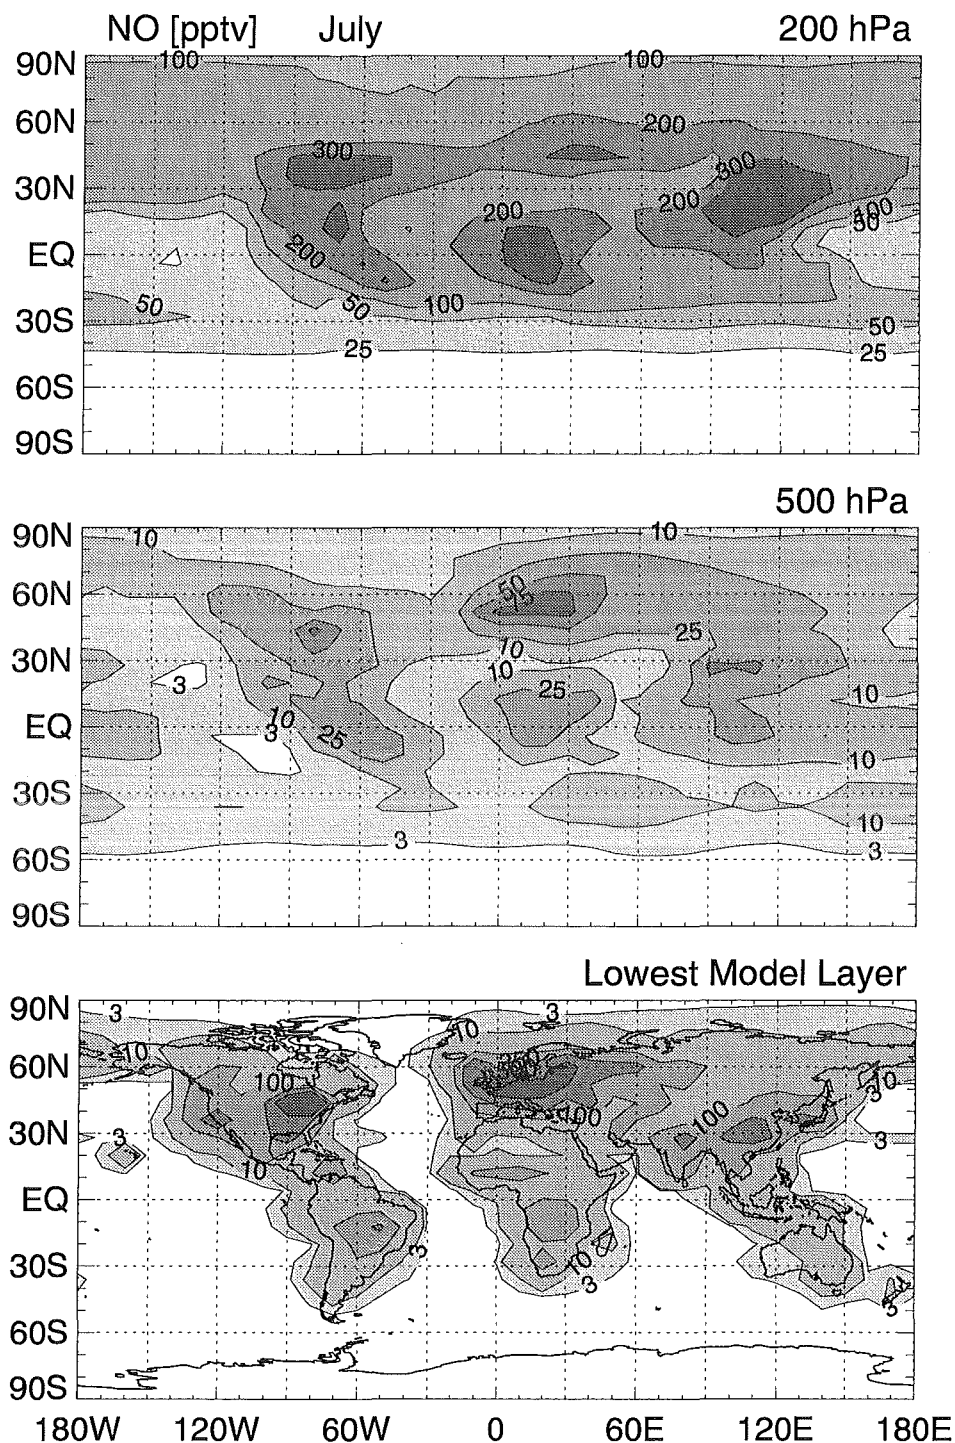 NO [pptv] July 200 hPa
90N 100 100
60N 200
300 300
30N 200 200 100
50
EQ 200
50 50 100 50
30S
25 25
60S
90S
500 hPa
90N 10 10
60N 50
75
10 25
30N 10
3 25 10
10
EQ 3 25
10
30S
10
3 3
60S
90S
Lowest Model Layer
90N 3 3
10 10
60N 100 10
3
100 100
30N 3 3
10
EQ
3
30S 10
3 3
60S
90S
180W 120W 60W 0 60E 120E 180E